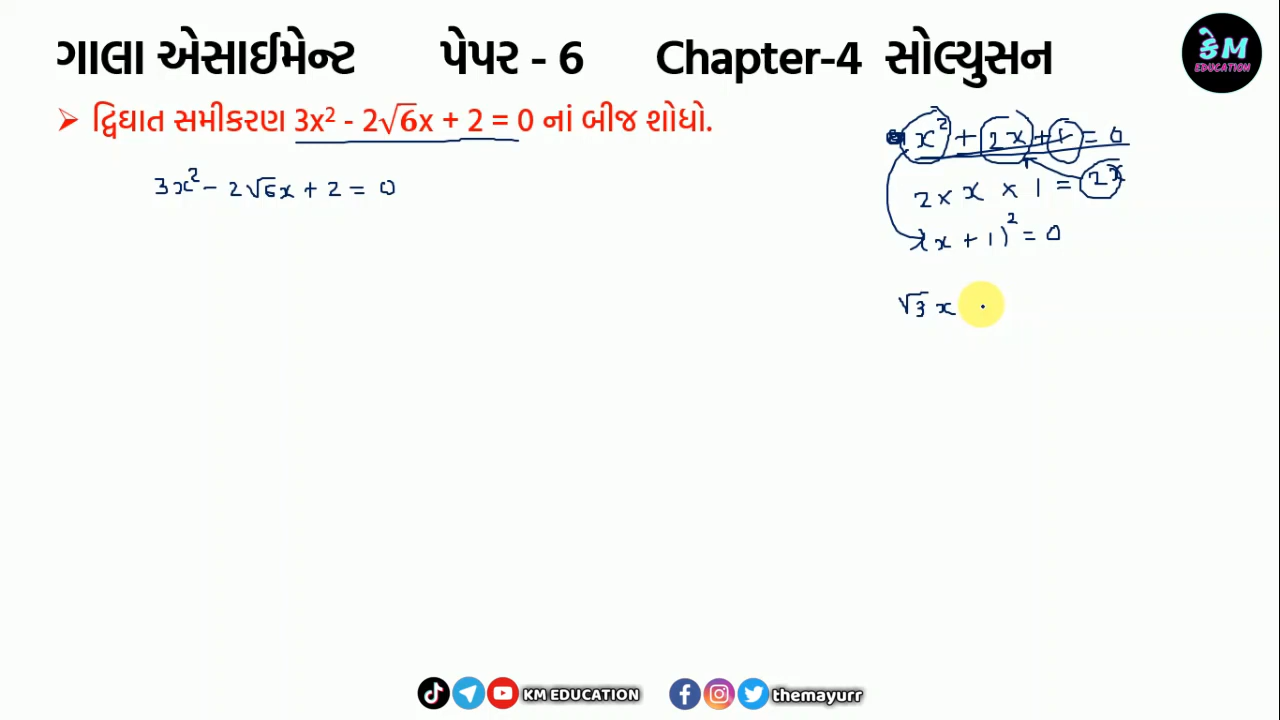 ગાલા એસાઈમેન્ટ પેપર - 6 Chapter-4 સોલ્યુસન
કેM
EDUCATION
➤ દ્વિઘાત સમીકરણ 3x² - 2√6x + 2 = 0 નાં બીજ શોધો.
3x² - 2√6x + 2 = 0
x² + 2x + 1 = 0
2 × x × 1 = 2x
(x + 1)² = 0
√3 x
KM EDUCATION themayurr